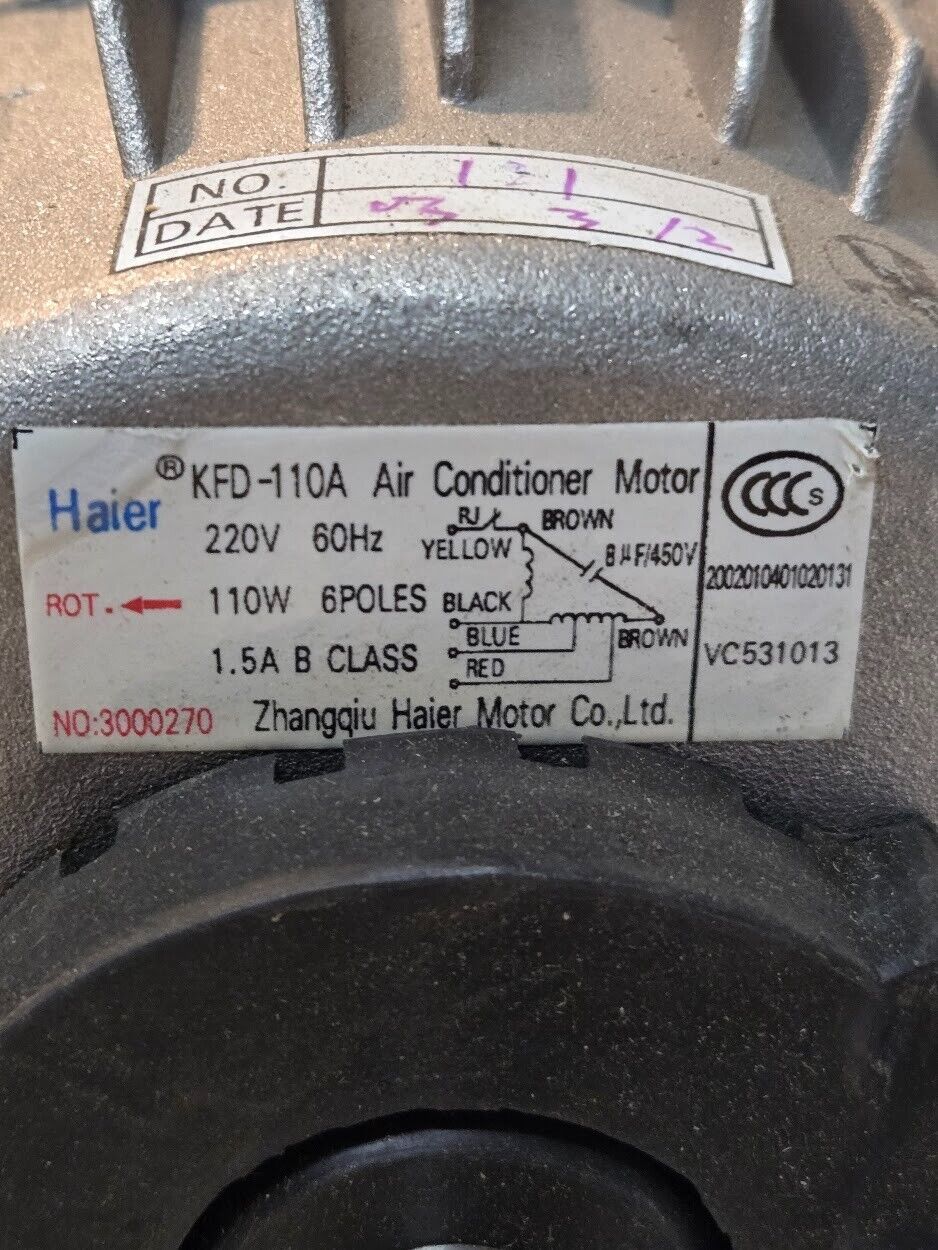 NO. 131
DATE 03 3 12
Haier® KFD-110A Air Conditioner Motor
220V 60Hz
RJ BROWN
YELLOW 8μF/450V
ROT. 110W 6POLES BLACK
BLUE BROWN
1.5A B CLASS RED
NO:3000270 Zhangqiu Haier Motor Co.,Ltd.
CCC S
2002010401020131
VC531013